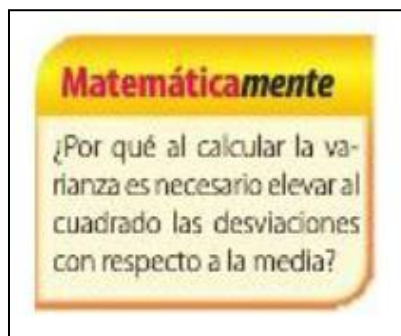 Matemáticamente
¿Por qué al calcular la va-
rianza es necesario elevar al
cuadrado las desviaciones
con respecto a la media?